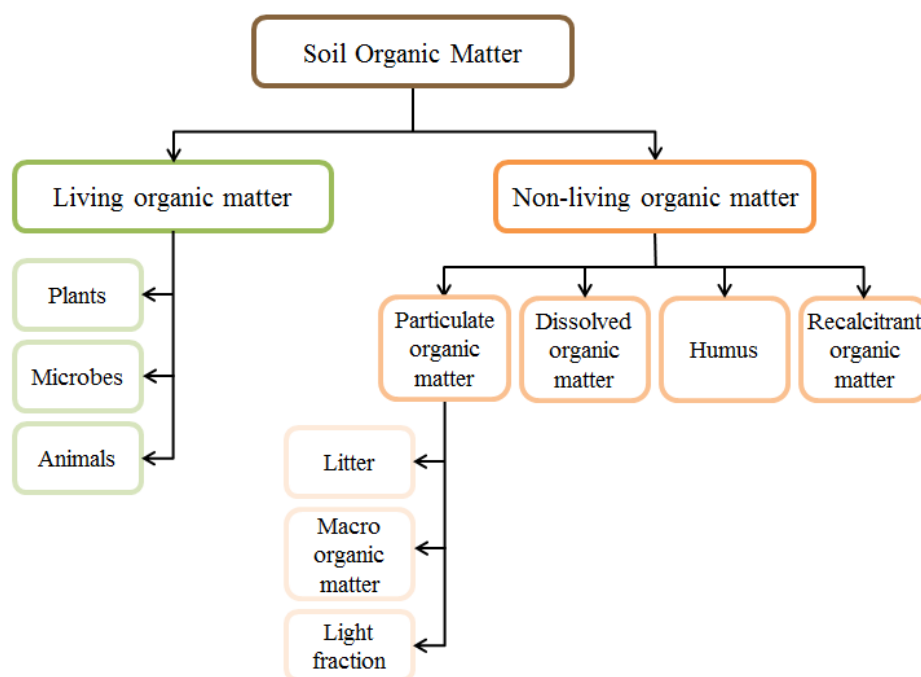 Soil Organic Matter
Living organic matter
Non-living organic matter
Plants
Microbes
Animals
Particulate
organic
matter
Dissolved
organic
matter
Humus
Recalcitrant
organic
matter
Litter
Macro
organic
matter
Light
fraction